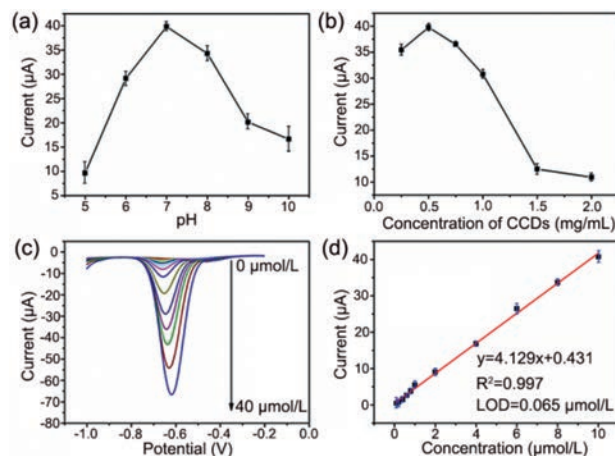 (a)
Current (μA)
40
35
30
25
20
15
10
5
5 6 7 8 9 10
pH
(b)
Current (μA)
40
35
30
25
20
15
10
0.0 0.5 1.0 1.5 2.0
Concentration of CCDs (mg/mL)
(c)
Current (μA)
0
-10
-20
-30
-40
-50
-60
-70
-80
0 μmol/L
40 μmol/L
-1.0 -0.8 -0.6 -0.4 -0.2 0.0
Potential (V)
(d)
Current (μA)
40
30
20
10
0
y=4.129x+0.431
R²=0.997
LOD=0.065 μmol/L
0 2 4 6 8 10
Concentration (μmol/L)